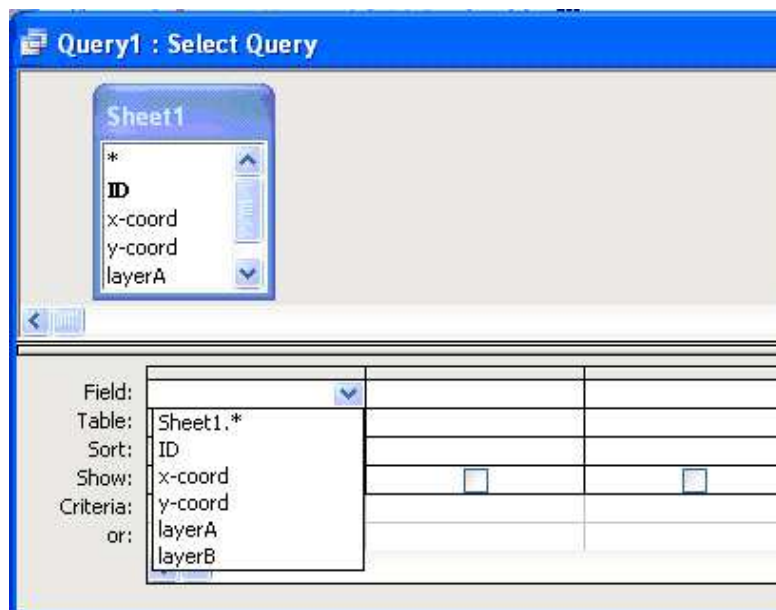 Query1 : Select Query
Sheet1
*
ID
x-coord
y-coord
layerA
Field:
Table:
Sort:
Show:
Criteria:
or:
Sheet1.*
ID
x-coord
y-coord
layerA
layerB